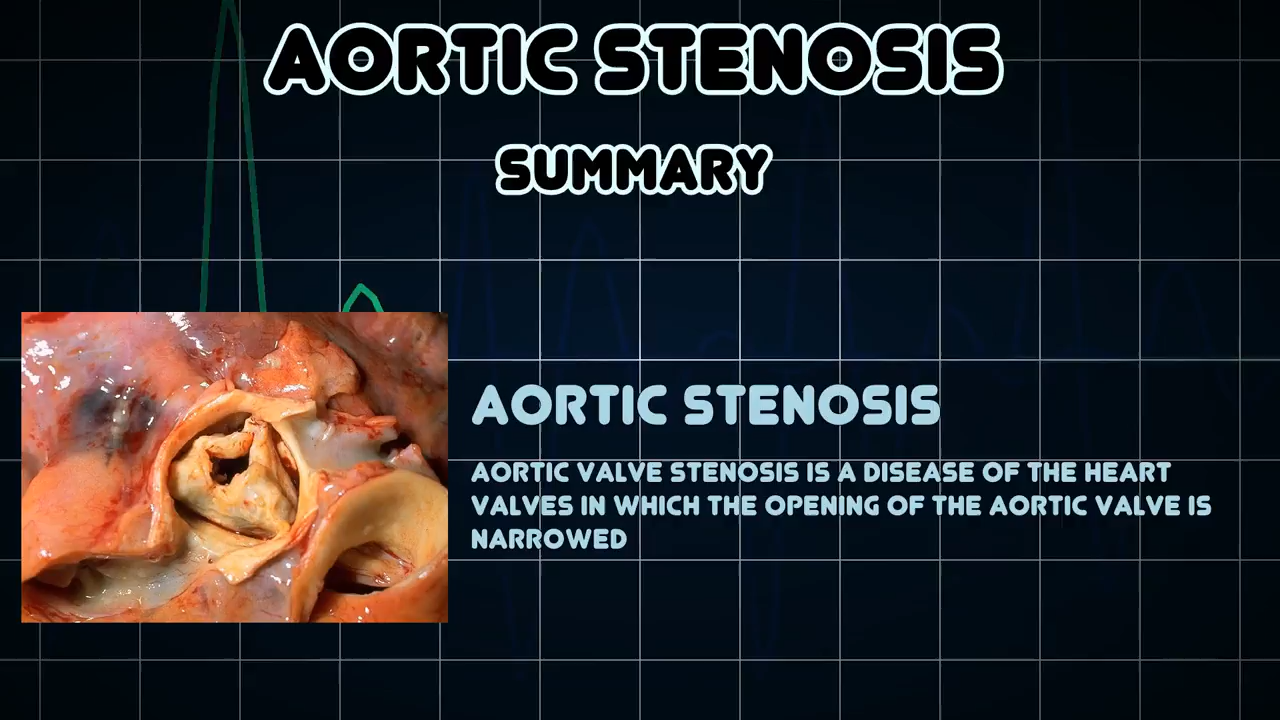 AORTIC STENOSIS
SUMMARY
AORTIC STENOSIS
AORTIC VALVE STENOSIS IS A DISEASE OF THE HEART
VALVES IN WHICH THE OPENING OF THE AORTIC VALVE IS
NARROWED